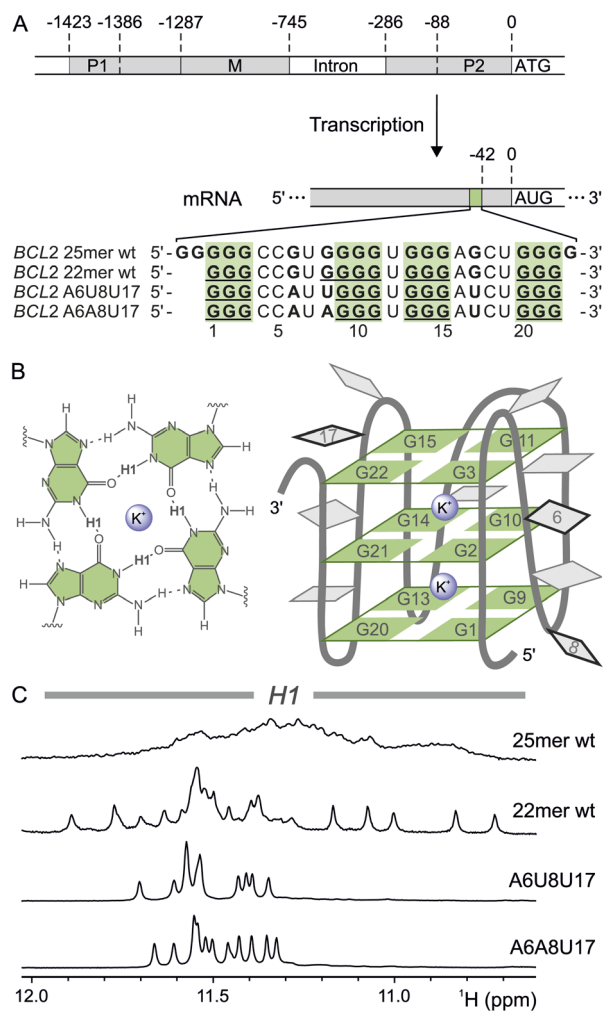 A
-1423 -1386 -1287 -745 -286 -88 0
P1 M Intron P2 ATG
Transcription
-42 0
mRNA 5'··· AUG ···3'
BCL2 25mer wt 5'-GGGGGCCGUGGGGUGGGAGCUGGGG-3'
BCL2 22mer wt 5'- GGGCCGUGGGGUGGGAGCUGGG -3'
BCL2 A6U8U17 5'- GGGCCAUUGGGUGGGAUCUGGG -3'
BCL2 A6A8U17 5'- GGGCCAUAGGGUGGGAUCUGGG -3'
1 5 10 13 20
B
H H N H1 O K+
17 G15 G11
G22 G3
3' K+
G14 G10 6
G21 G2
K+
G13 G9
G20 G1
5' 8
C
H1
25mer wt
22mer wt
A6U8U17
A6A8U17
12.0 11.5 11.0 ¹H (ppm)